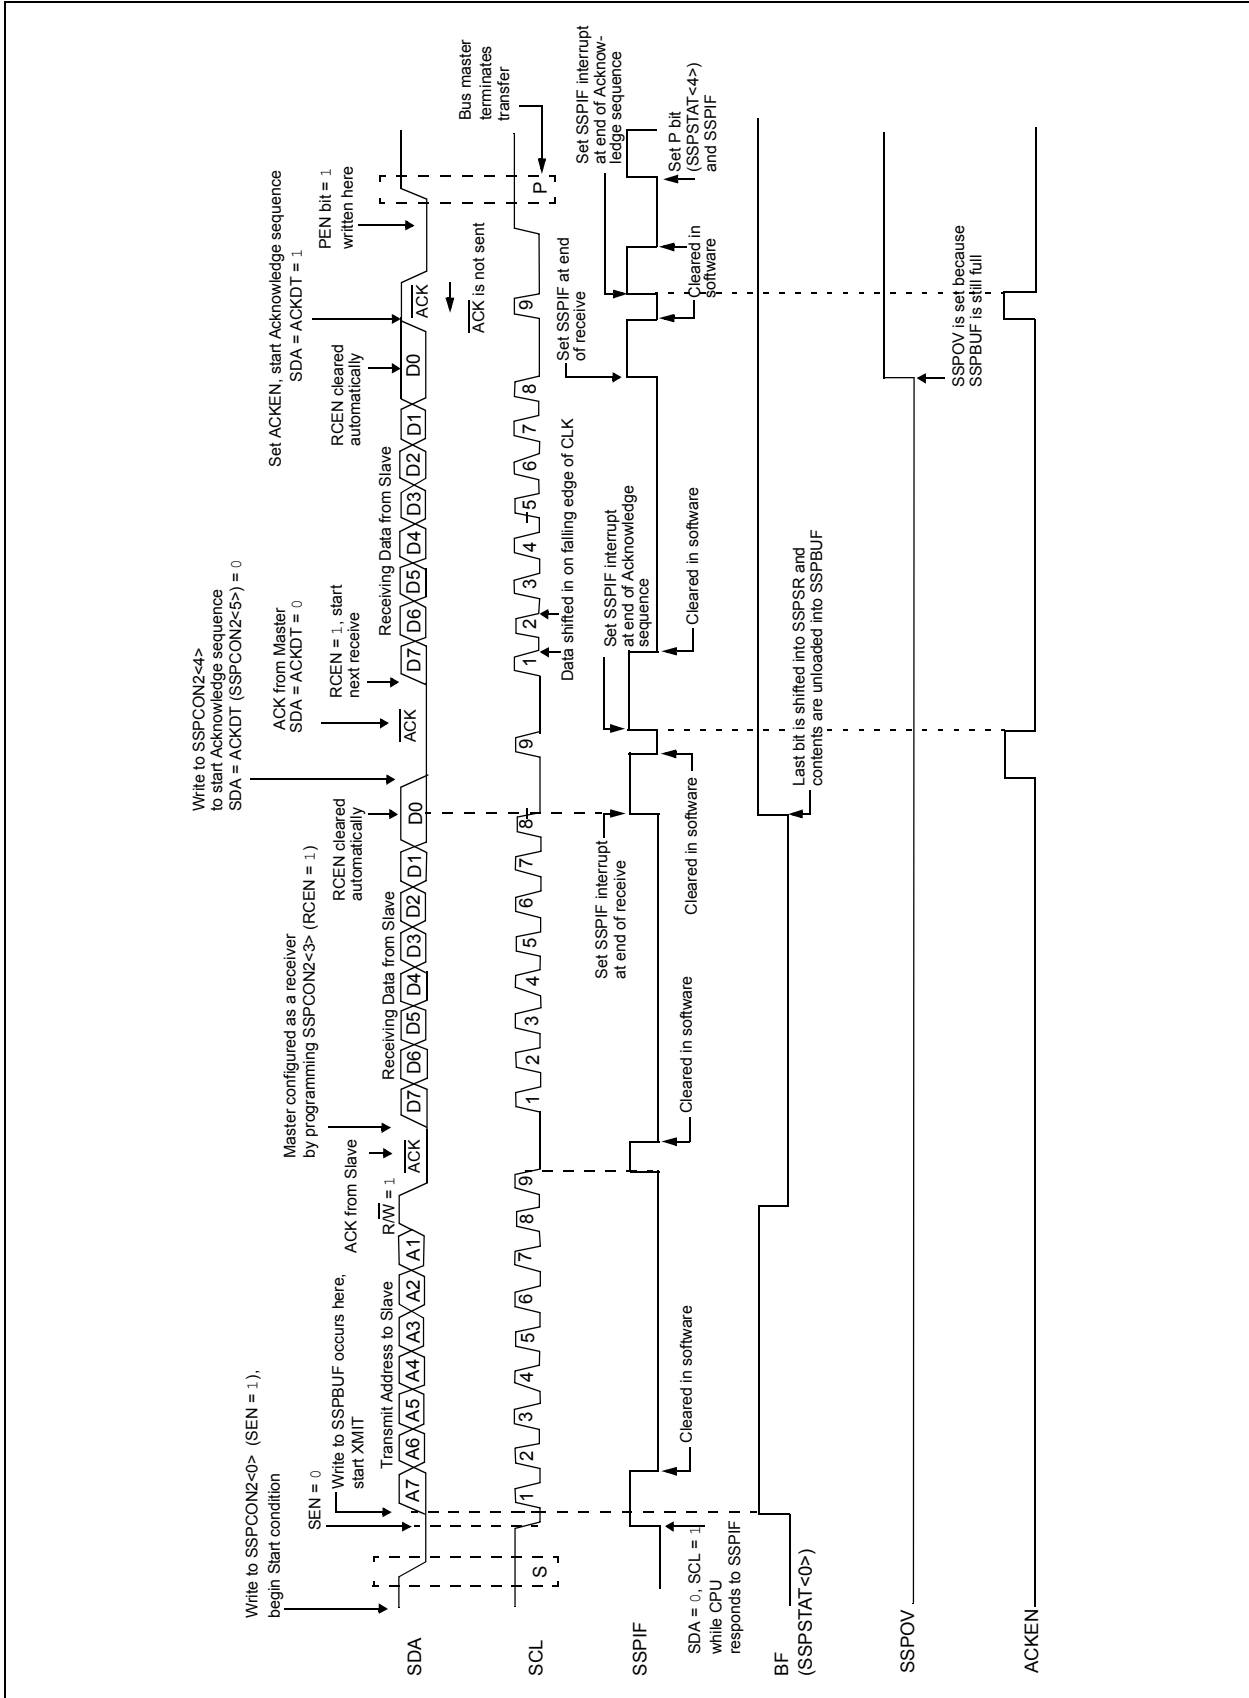 Write to SSPCON2<0> (SEN = 1),
begin Start condition
SEN = 0
Write to SSPBUF occurs here,
start XMIT
ACK from Slave
Master configured as a receiver
by programming SSPCON2<3> (RCEN = 1)
RCEN cleared
automatically
Write to SSPCON2<4>
to start Acknowledge sequence
SDA = ACKDT (SSPCON2<5>) = 0
ACK from Master
SDA = ACKDT = 0
RCEN = 1, start
next receive
RCEN cleared
automatically
Set ACKEN, start Acknowledge sequence
SDA = ACKDT = 1
PEN bit = 1
written here
Transmit Address to Slave
R/W = 1
Receiving Data from Slave
Receiving Data from Slave
SDA
A7 A6 A5 A4 A3 A2 A1
ACK
D7 D6 D5 D4 D3 D2 D1 D0
ACK
D7 D6 D5 D4 D3 D2 D1 D0
ACK
ACK is not sent
Bus master
terminates
transfer
SCL
S
1 2 3 4 5 6 7 8 9
1 2 3 4 5 6 7 8 9
1 2 3 4 5 6 7 8 9
P
Data shifted in on falling edge of CLK
Set SSPIF interrupt
at end of receive
Set SSPIF interrupt
at end of Acknowledge
sequence
Set SSPIF at end
of receive
Set SSPIF interrupt
at end of Acknow-
ledge sequence
SSPIF
SDA = 0, SCL = 1
while CPU
responds to SSPIF
Cleared in software
Cleared in software
Cleared in software
Cleared in software
Cleared in
software
Set P bit
(SSPSTAT<4>)
and SSPIF
BF
(SSPSTAT<0>)
Last bit is shifted into SSPSR and
contents are unloaded into SSPBUF
SSPOV
SSPOV is set because
SSPBUF is still full
ACKEN